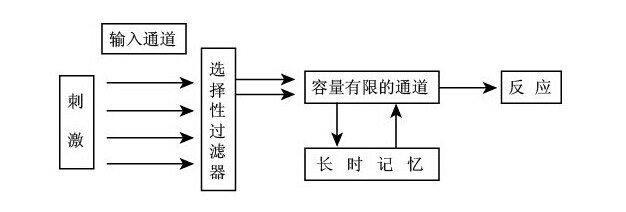 输入通道
刺激
选择性过滤器
容量有限的通道
反应
长时记忆